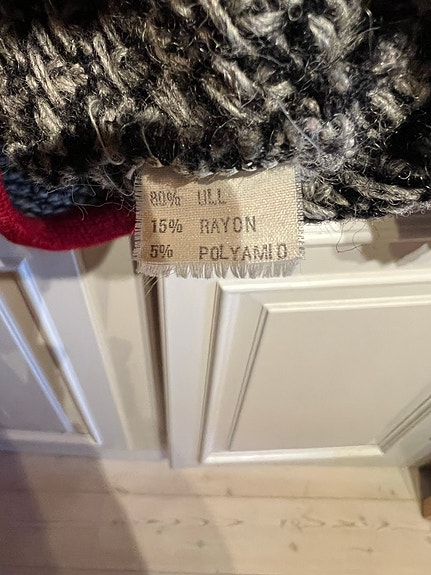 80% ULL
15% RAYON
5% POLYAMID